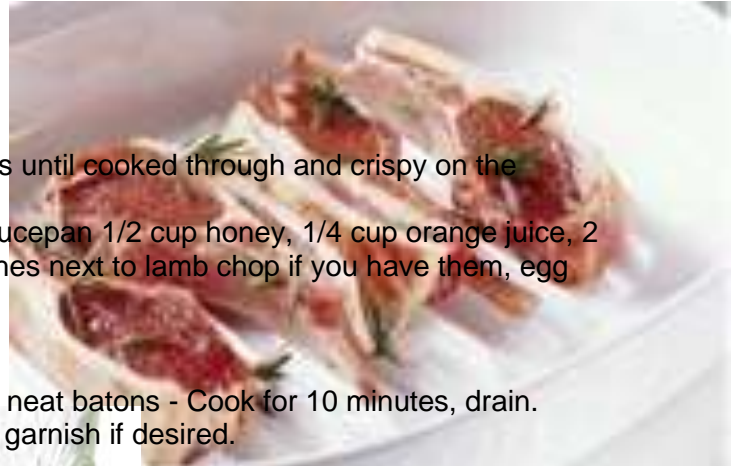 s until cooked through and crispy on the
ucepan 1/2 cup honey, 1/4 cup orange juice, 2
nes next to lamb chop if you have them, egg
neat batons - Cook for 10 minutes, drain.
garnish if desired.